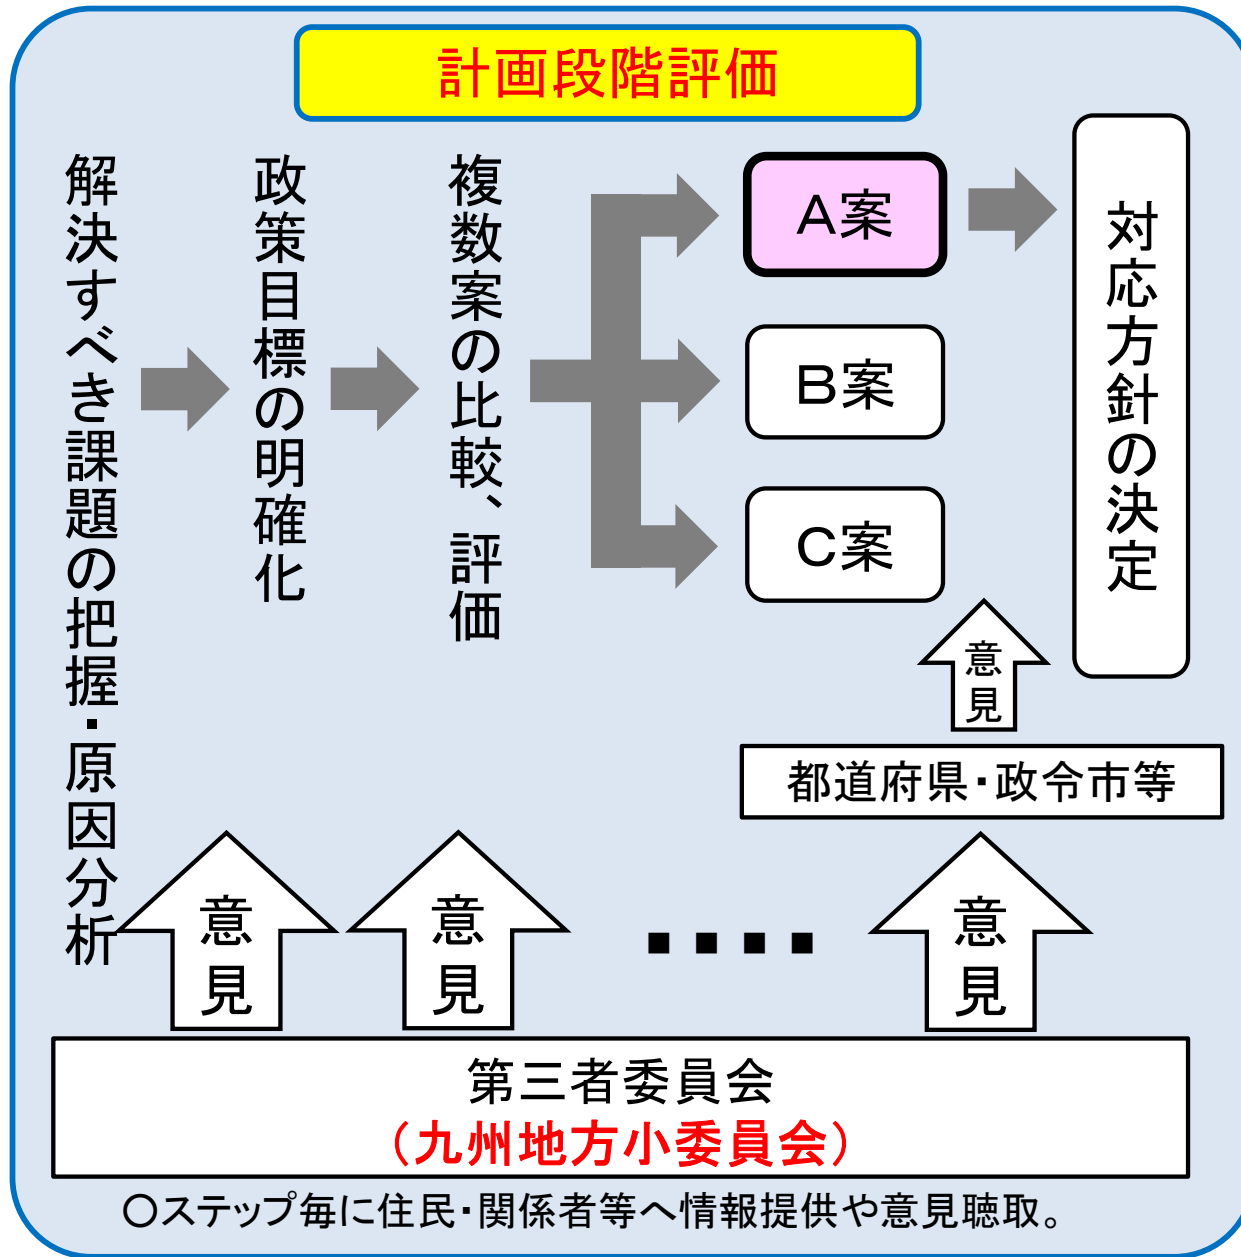 計画段階評価
解決すべき課題の把握・原因分析
政策目標の明確化
複数案の比較、評価
A案
B案
C案
対応方針の決定
意見
都道府県・政令市等
意見
意見
・・・・
意見
第三者委員会
（九州地方小委員会）
○ステップ毎に住民・関係者等へ情報提供や意見聴取。